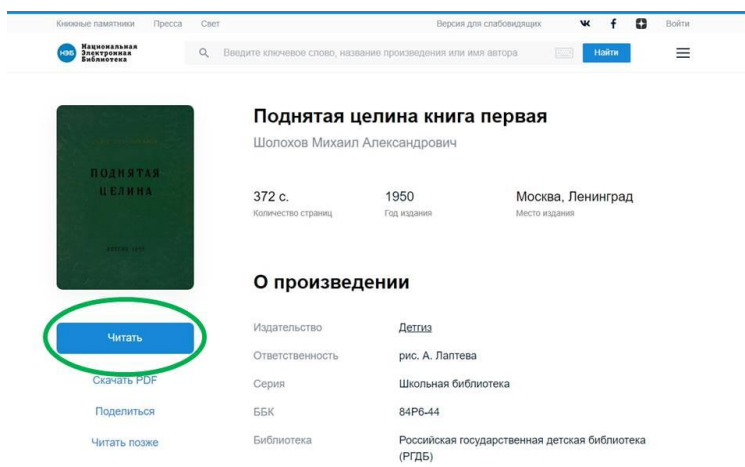 Книжные памятники Пресса Свет Версия для слабовидящих Войти
нэб Национальная
Электронная
Библиотека
Введите ключевое слово, название произведения или имя автора Найти
Поднятая целина книга первая
Шолохов Михаил Александрович
ПОДНЯТАЯ
ЦЕЛИНА
372 с. 1950 Москва, Ленинград
Количество страниц Год издания Место издания
О произведении
Читать
Скачать PDF
Поделиться
Читать позже
Издательство Детгиз
Ответственность рис. А. Лаптева
Серия Школьная библиотека
ББК 84Р6-44
Библиотека Российская государственная детская библиотека
(РГДБ)